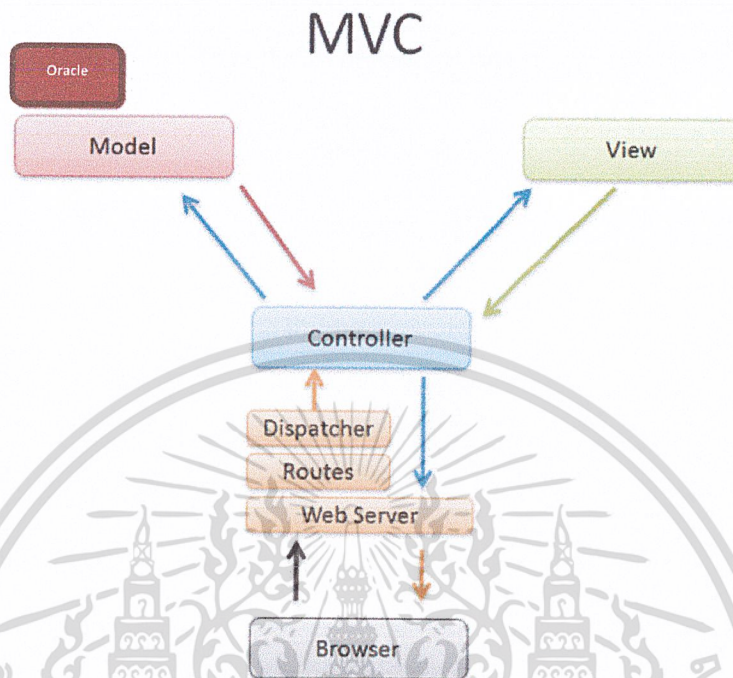 MVC
Oracle
Model
View
Controller
Dispatcher
Routes
Web Server
Browser